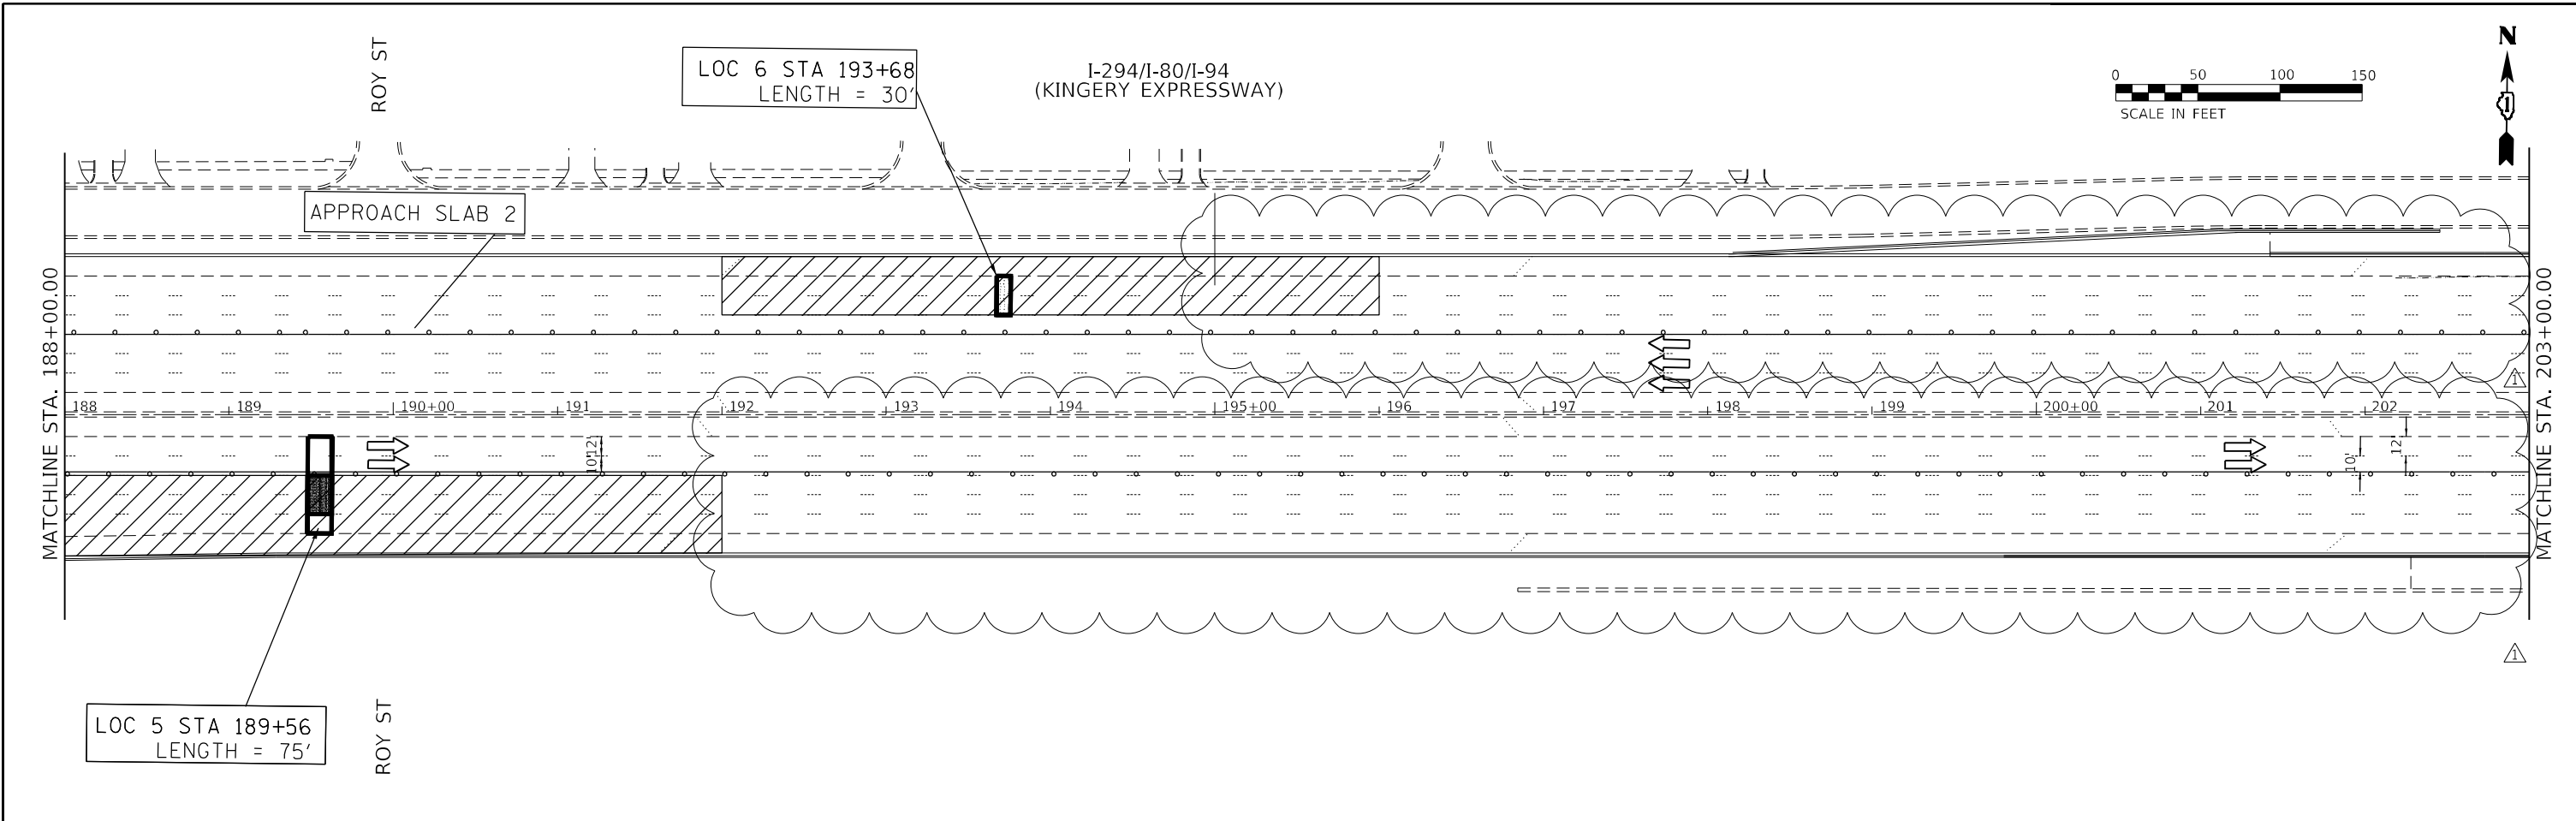 ROY ST
LOC 6 STA 193+68
LENGTH = 30'
I-294/I-80/I-94
(KINGERY EXPRESSWAY)
0 50 100 150
SCALE IN FEET
N
1
APPROACH SLAB 2
MATCHLINE STA. 188+00.00
188 189 190+00 191 192 193 194 195+00 196 197 198 199 200+00 201 202
MATCHLINE STA. 203+00.00
1
10' 12'
10' 12'
1
LOC 5 STA 189+56
LENGTH = 75'
ROY ST